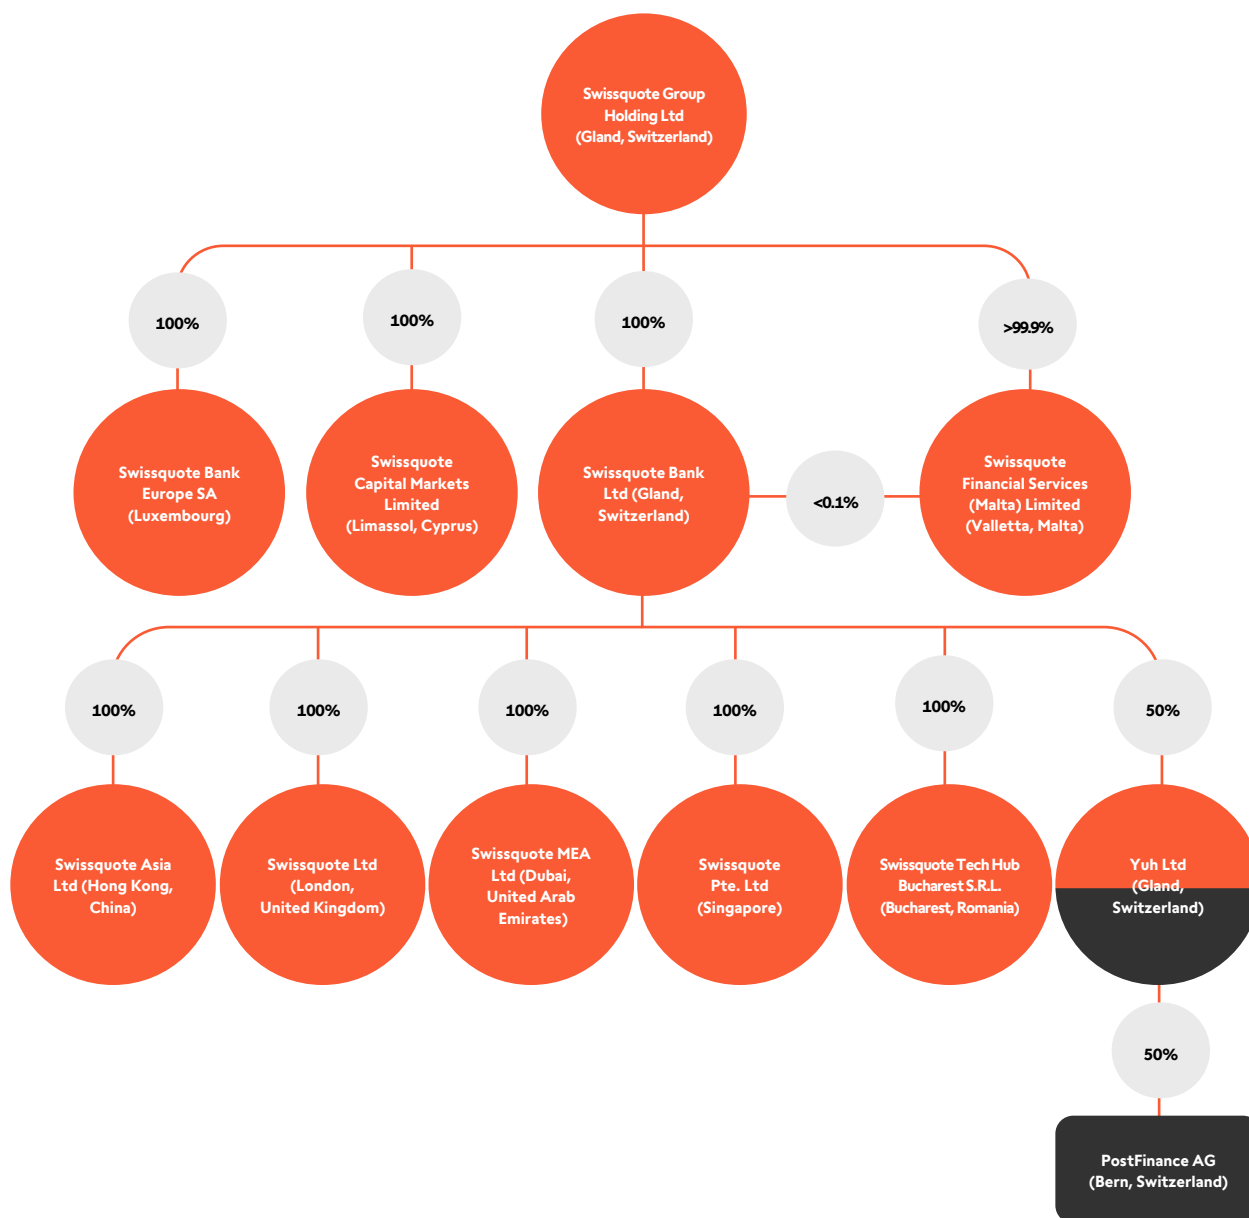 Swissquote Group
Holding Ltd
(Gland, Switzerland)
100%
100%
100%
>99.9%
Swissquote Bank
Europe SA
(Luxembourg)
Swissquote
Capital Markets
Limited
(Limassol, Cyprus)
Swissquote Bank
Ltd (Gland,
Switzerland)
<0.1%
Swissquote
Financial Services
(Malta) Limited
(Valletta, Malta)
100%
100%
100%
100%
100%
50%
Swissquote Asia
Ltd (Hong Kong,
China)
Swissquote Ltd
(London,
United Kingdom)
Swissquote MEA
Ltd (Dubai,
United Arab
Emirates)
Swissquote
Pte. Ltd
(Singapore)
Swissquote Tech Hub
Bucharest S.R.L.
(Bucharest, Romania)
Yuh Ltd
(Gland,
Switzerland)
50%
PostFinance AG
(Bern, Switzerland)